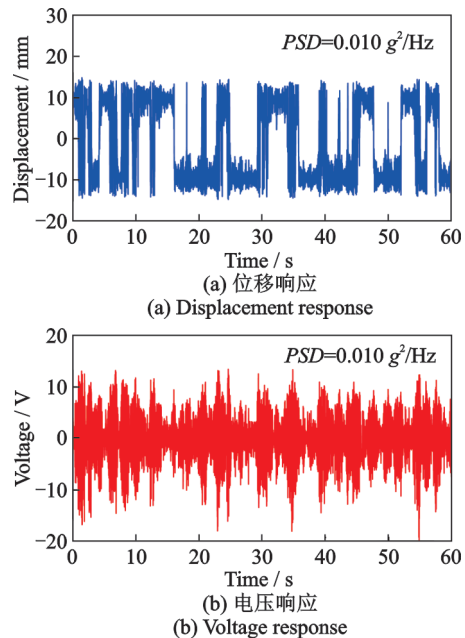 30
PSD=0.010 g²/Hz
20
10
0
−10
−20
Displacement / mm
0 10 20 30 40 50 60
Time / s
(a) 位移响应
(a) Displacement response
20
PSD=0.010 g²/Hz
10
0
−10
−20
Voltage / V
0 10 20 30 40 50 60
Time / s
(b) 电压响应
(b) Voltage response